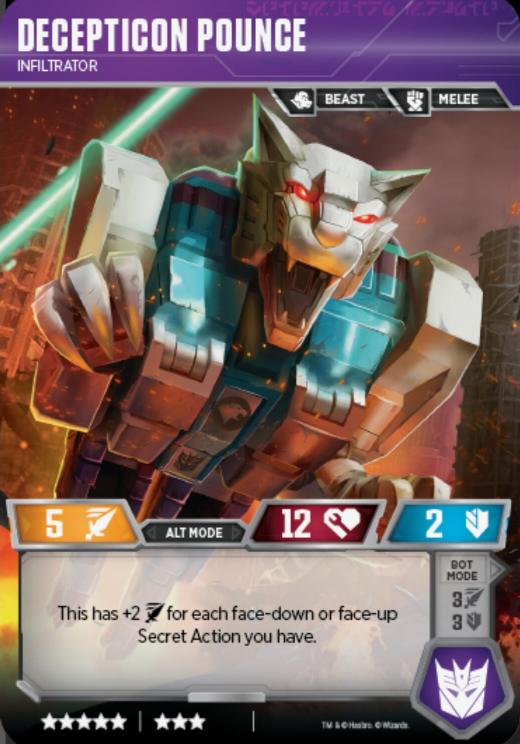 DECEPTICON POUNCE
INFILTRATOR
BEAST
MELEE
5
ALT MODE
12
2
BOT
MODE
3
3
This has +2 for each face-down or face-up
Secret Action you have.
TM & © Hasbro. © Wizards.